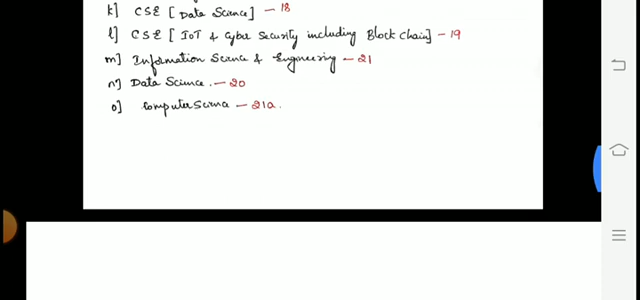 k] CSE [Data Science] - 18
l] CSE [IoT & Cyber Security including Block Chain] - 19
m] Information Science & Engineering - 21
n] Data Science. - 20
o] Computer Science - 21a.